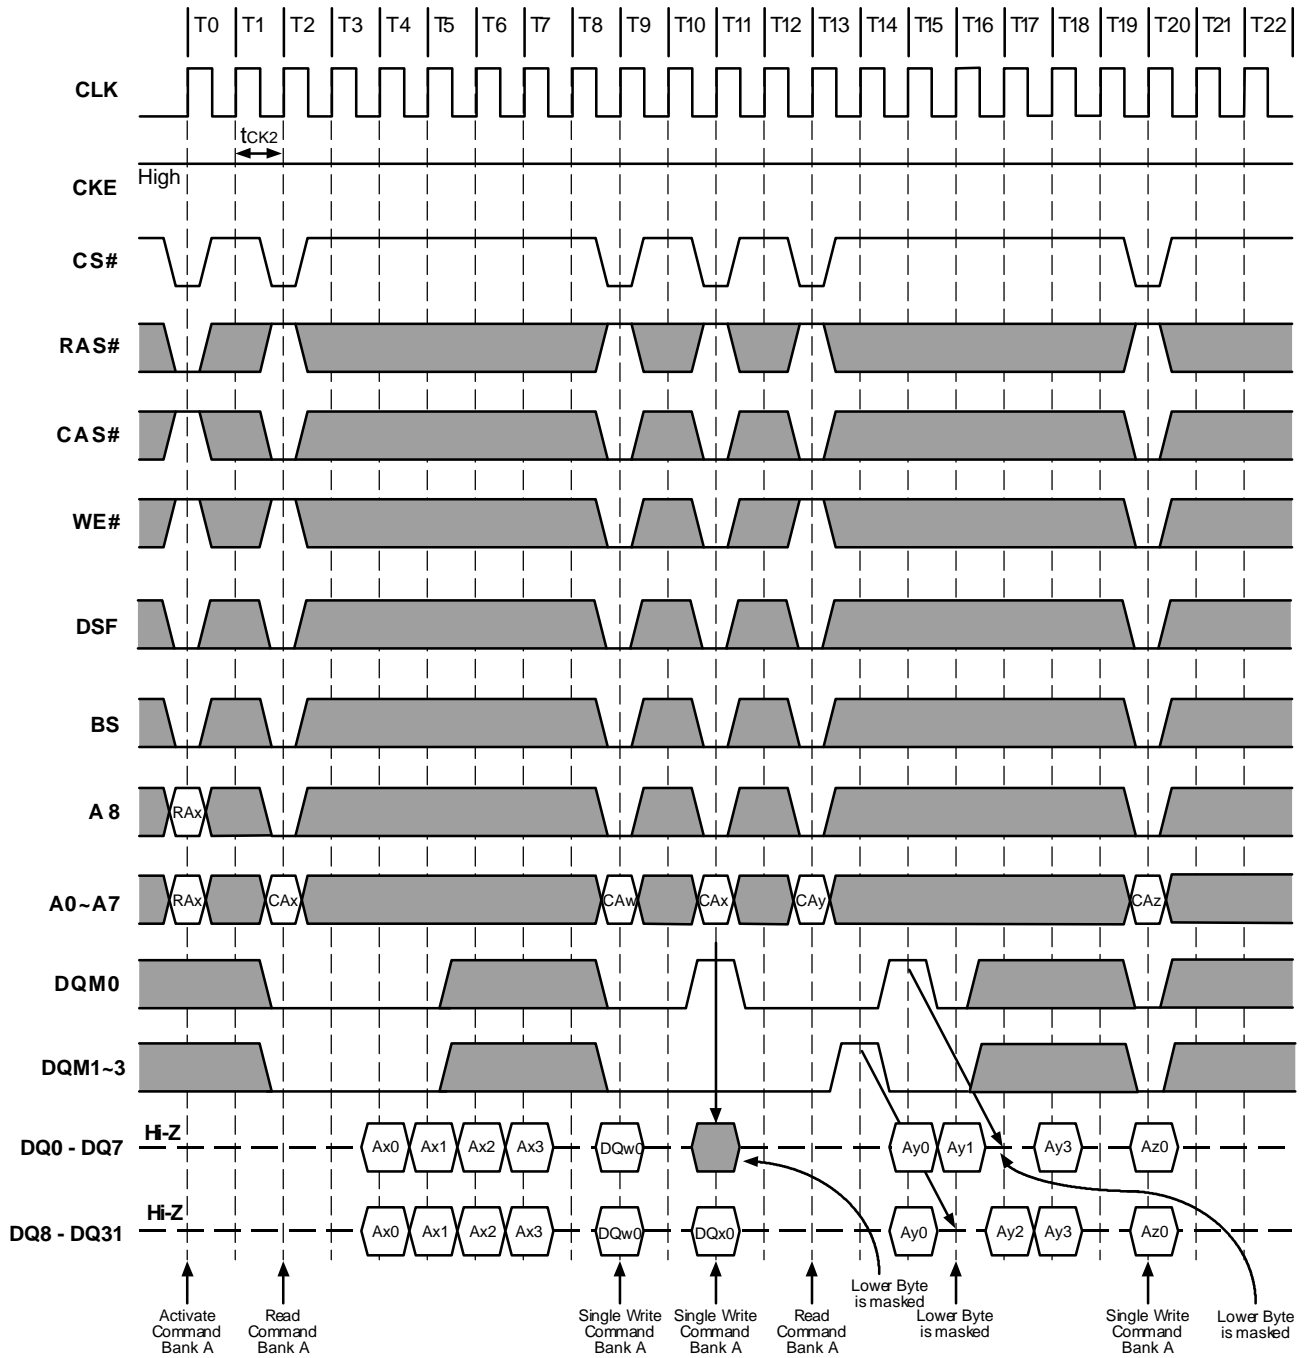 T0 T1 T2 T3 T4 T5 T6 T7 T8 T9 T10 T11 T12 T13 T14 T15 T16 T17 T18 T19 T20 T21 T22
CLK
tCK2
CKE
High
CS#
RAS#
CAS#
WE#
DSF
BS
A8
RAx
A0~A7
RAx CAx CAw CAx CAy CAz
DQM0
DQM1~3
DQ0 - DQ7
Hi-Z
Ax0 Ax1 Ax2 Ax3 DQw0 Ay0 Ay1 Ay3 Az0
DQ8 - DQ31
Hi-Z
Ax0 Ax1 Ax2 Ax3 DQw0 DQx0 Ay0 Ay2 Ay3 Az0
Activate
Command
Bank A
Read
Command
Bank A
Single Write
Command
Bank A
Single Write
Command
Bank A
Read
Command
Bank A
Lower Byte
is masked
Lower Byte
is masked
Single Write
Command
Bank A
Lower Byte
is masked